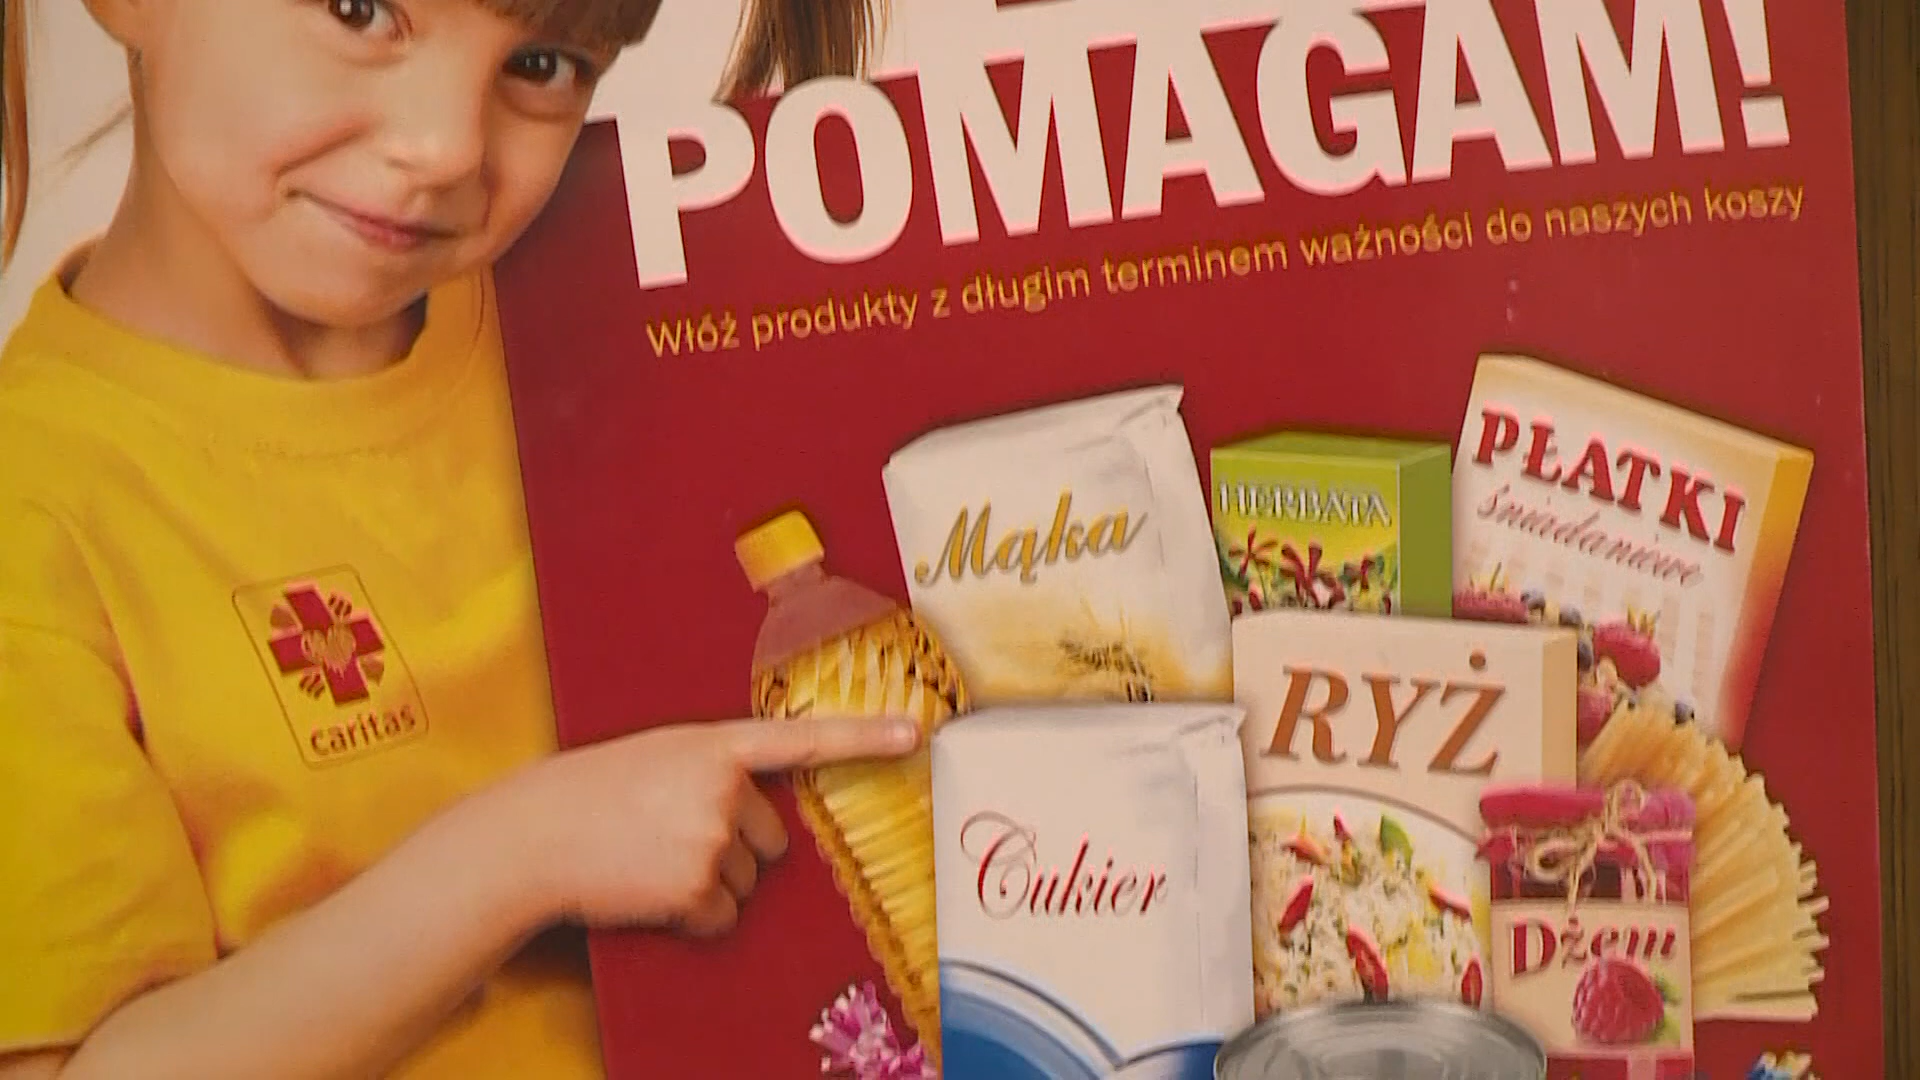 POMAGAM!
Włóż produkty z długim terminem ważności do naszych koszy
PŁATKI
śniadaniowe
HERBATA
Mąka
RYŻ
caritas
Cukier
Dżem